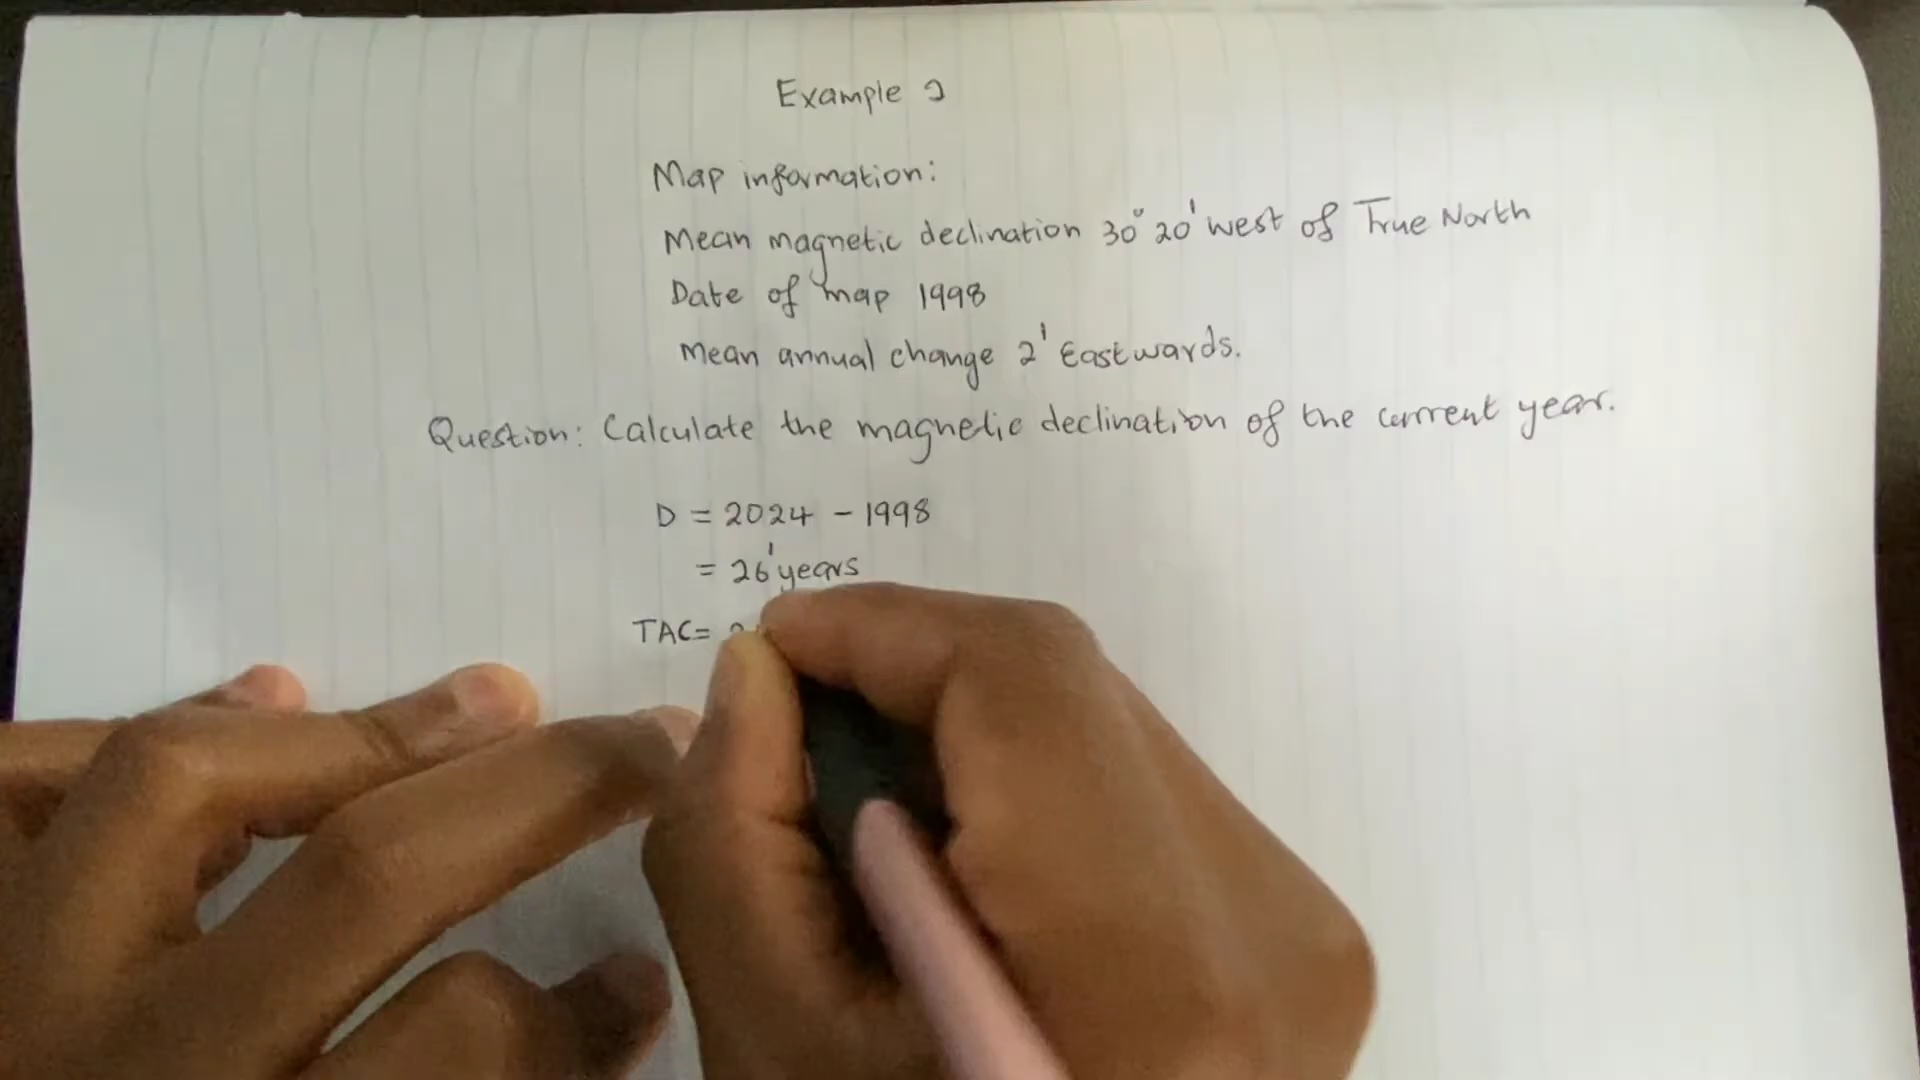 Example 2
Map information:
Mean magnetic declination 30° 20' west of True North
Date of map 1998
Mean annual change 2' Eastwards.
Question: Calculate the magnetic declination of the current year.
D = 2024 - 1998
= 26' years
TAC=